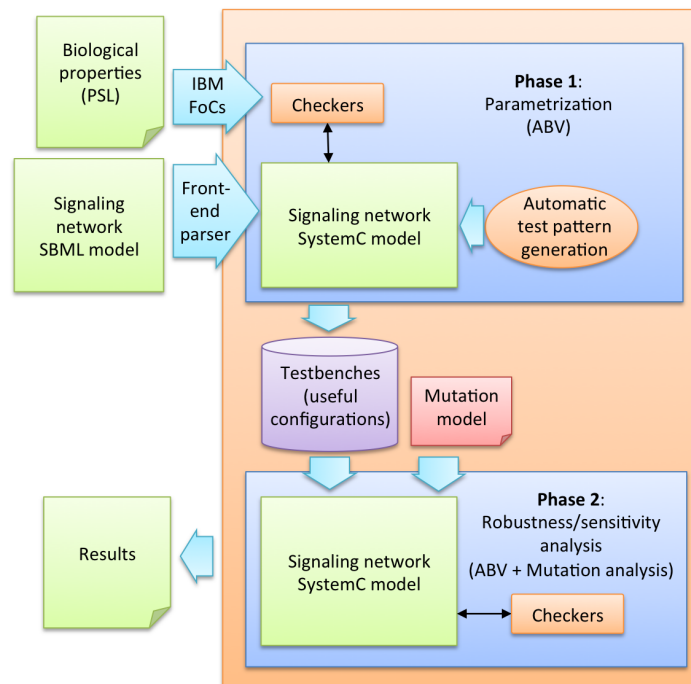 Biological
properties
(PSL)
IBM
FoCs
Checkers
Phase 1:
Parametrization
(ABV)
Signaling
network
SBML model
Front-
end
parser
Signaling network
SystemC model
Automatic
test pattern
generation
Testbenches
(useful
configurations)
Mutation
model
Results
Signaling network
SystemC model
Phase 2:
Robustness/sensitivity
analysis
(ABV + Mutation analysis)
Checkers